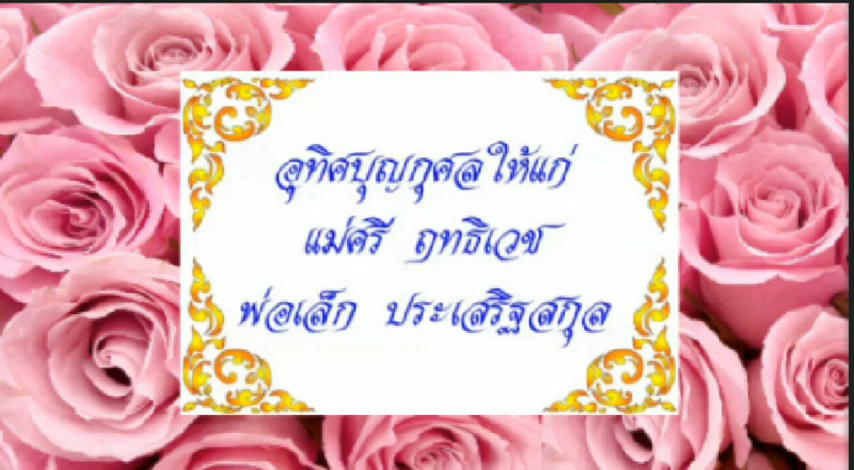 อุทิศบุญกุศลให้แก่
แม่ศรี ฤทธิเวช
พ่อเล็ก ประเสริฐสกุล